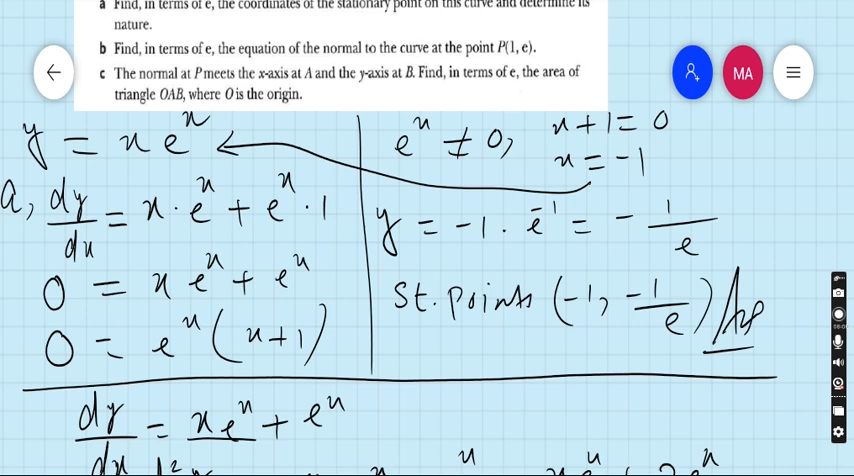 a Find, in terms of e, the coordinates of the stationary point on this curve and determine its
nature.
b Find, in terms of e, the equation of the normal to the curve at the point P(1, e).
c The normal at P meets the x-axis at A and the y-axis at B. Find, in terms of e, the area of
triangle OAB, where O is the origin.
MA
y = x e^x
a, dy/dx = x · e^x + e^x · 1
0 = x e^x + e^x
0 = e^x (x+1)
e^x ≠ 0, x + 1 = 0
x = -1
y = -1 · e^-1 = - 1/e
St. points (-1, -1/e) Ans
dy/dx = x e^x + e^x